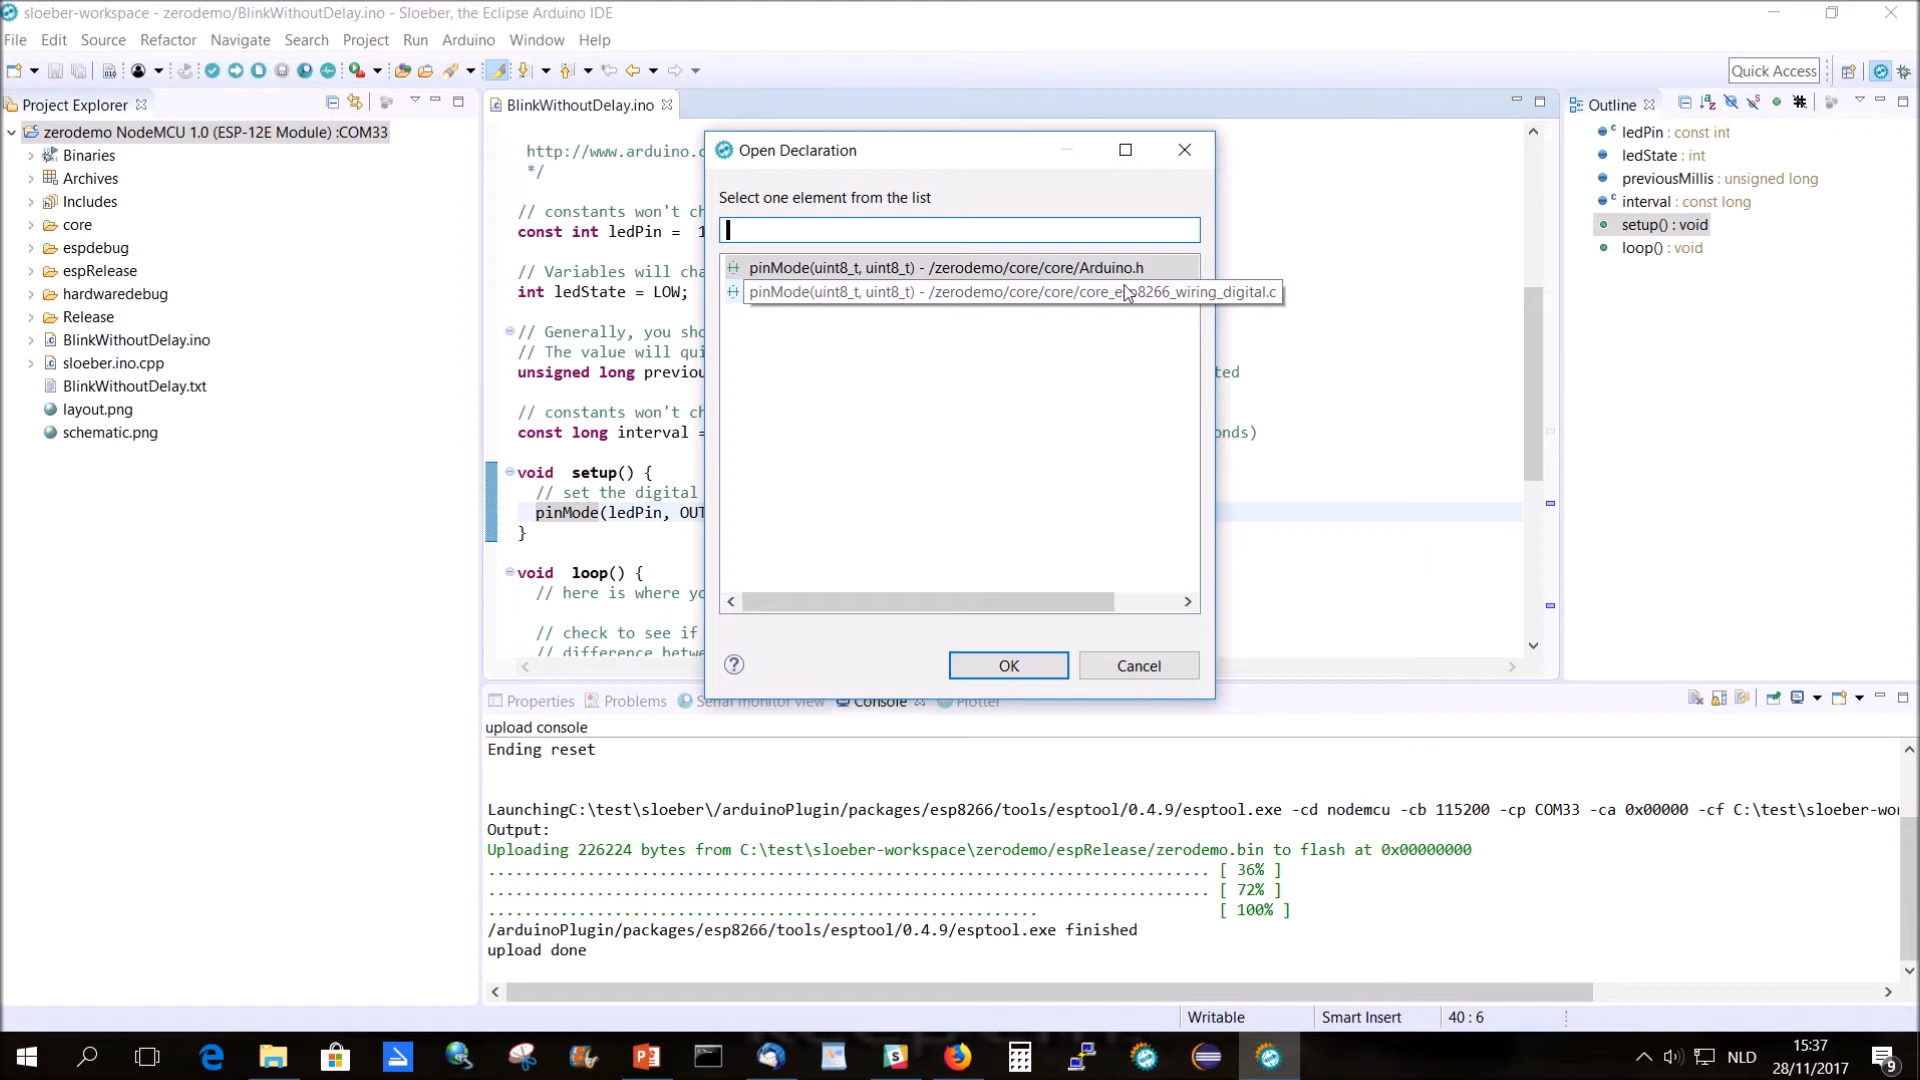 sloeber-workspace - zerodemo/BlinkWithoutDelay.ino - Sloeber, the Eclipse Arduino IDE
File Edit Source Refactor Navigate Search Project Run Arduino Window Help
Quick Access
Project Explorer
zerodemo NodeMCU 1.0 (ESP-12E Module) :COM33
Binaries
Archives
Includes
core
espdebug
espRelease
hardwaredebug
Release
BlinkWithoutDelay.ino
sloeber.ino.cpp
BlinkWithoutDelay.txt
layout.png
schematic.png
BlinkWithoutDelay.ino
http://www.arduino.c
*/
// constants won't ch
const int ledPin = 1
// Variables will cha
int ledState = LOW;
// Generally, you sho
// The value will qui
unsigned long previou ted
// constants won't ch
const long interval = onds)
void setup() {
// set the digital
pinMode(ledPin, OUT
}
void loop() {
// here is where yo
// check to see if
// difference betwe
Open Declaration
Select one element from the list
pinMode(uint8_t, uint8_t) - /zerodemo/core/core/Arduino.h
pinMode(uint8_t, uint8_t) - /zerodemo/core/core/core_esp8266_wiring_digital.c
OK
Cancel
Outline
ledPin : const int
ledState : int
previousMillis : unsigned long
interval : const long
setup() : void
loop() : void
Properties Problems Serial monitor view Console Plotter
upload console
Ending reset
LaunchingC:\test\sloeber\/arduinoPlugin/packages/esp8266/tools/esptool/0.4.9/esptool.exe -cd nodemcu -cb 115200 -cp COM33 -ca 0x00000 -cf C:\test\sloeber-wo
Output:
Uploading 226224 bytes from C:\test\sloeber-workspace\zerodemo/espRelease/zerodemo.bin to flash at 0x00000000
................................................................................ [ 36% ]
................................................................................ [ 72% ]
............................................................. [ 100% ]
/arduinoPlugin/packages/esp8266/tools/esptool/0.4.9/esptool.exe finished
upload done
Writable Smart Insert 40 : 6
NLD
15:37
28/11/2017
9